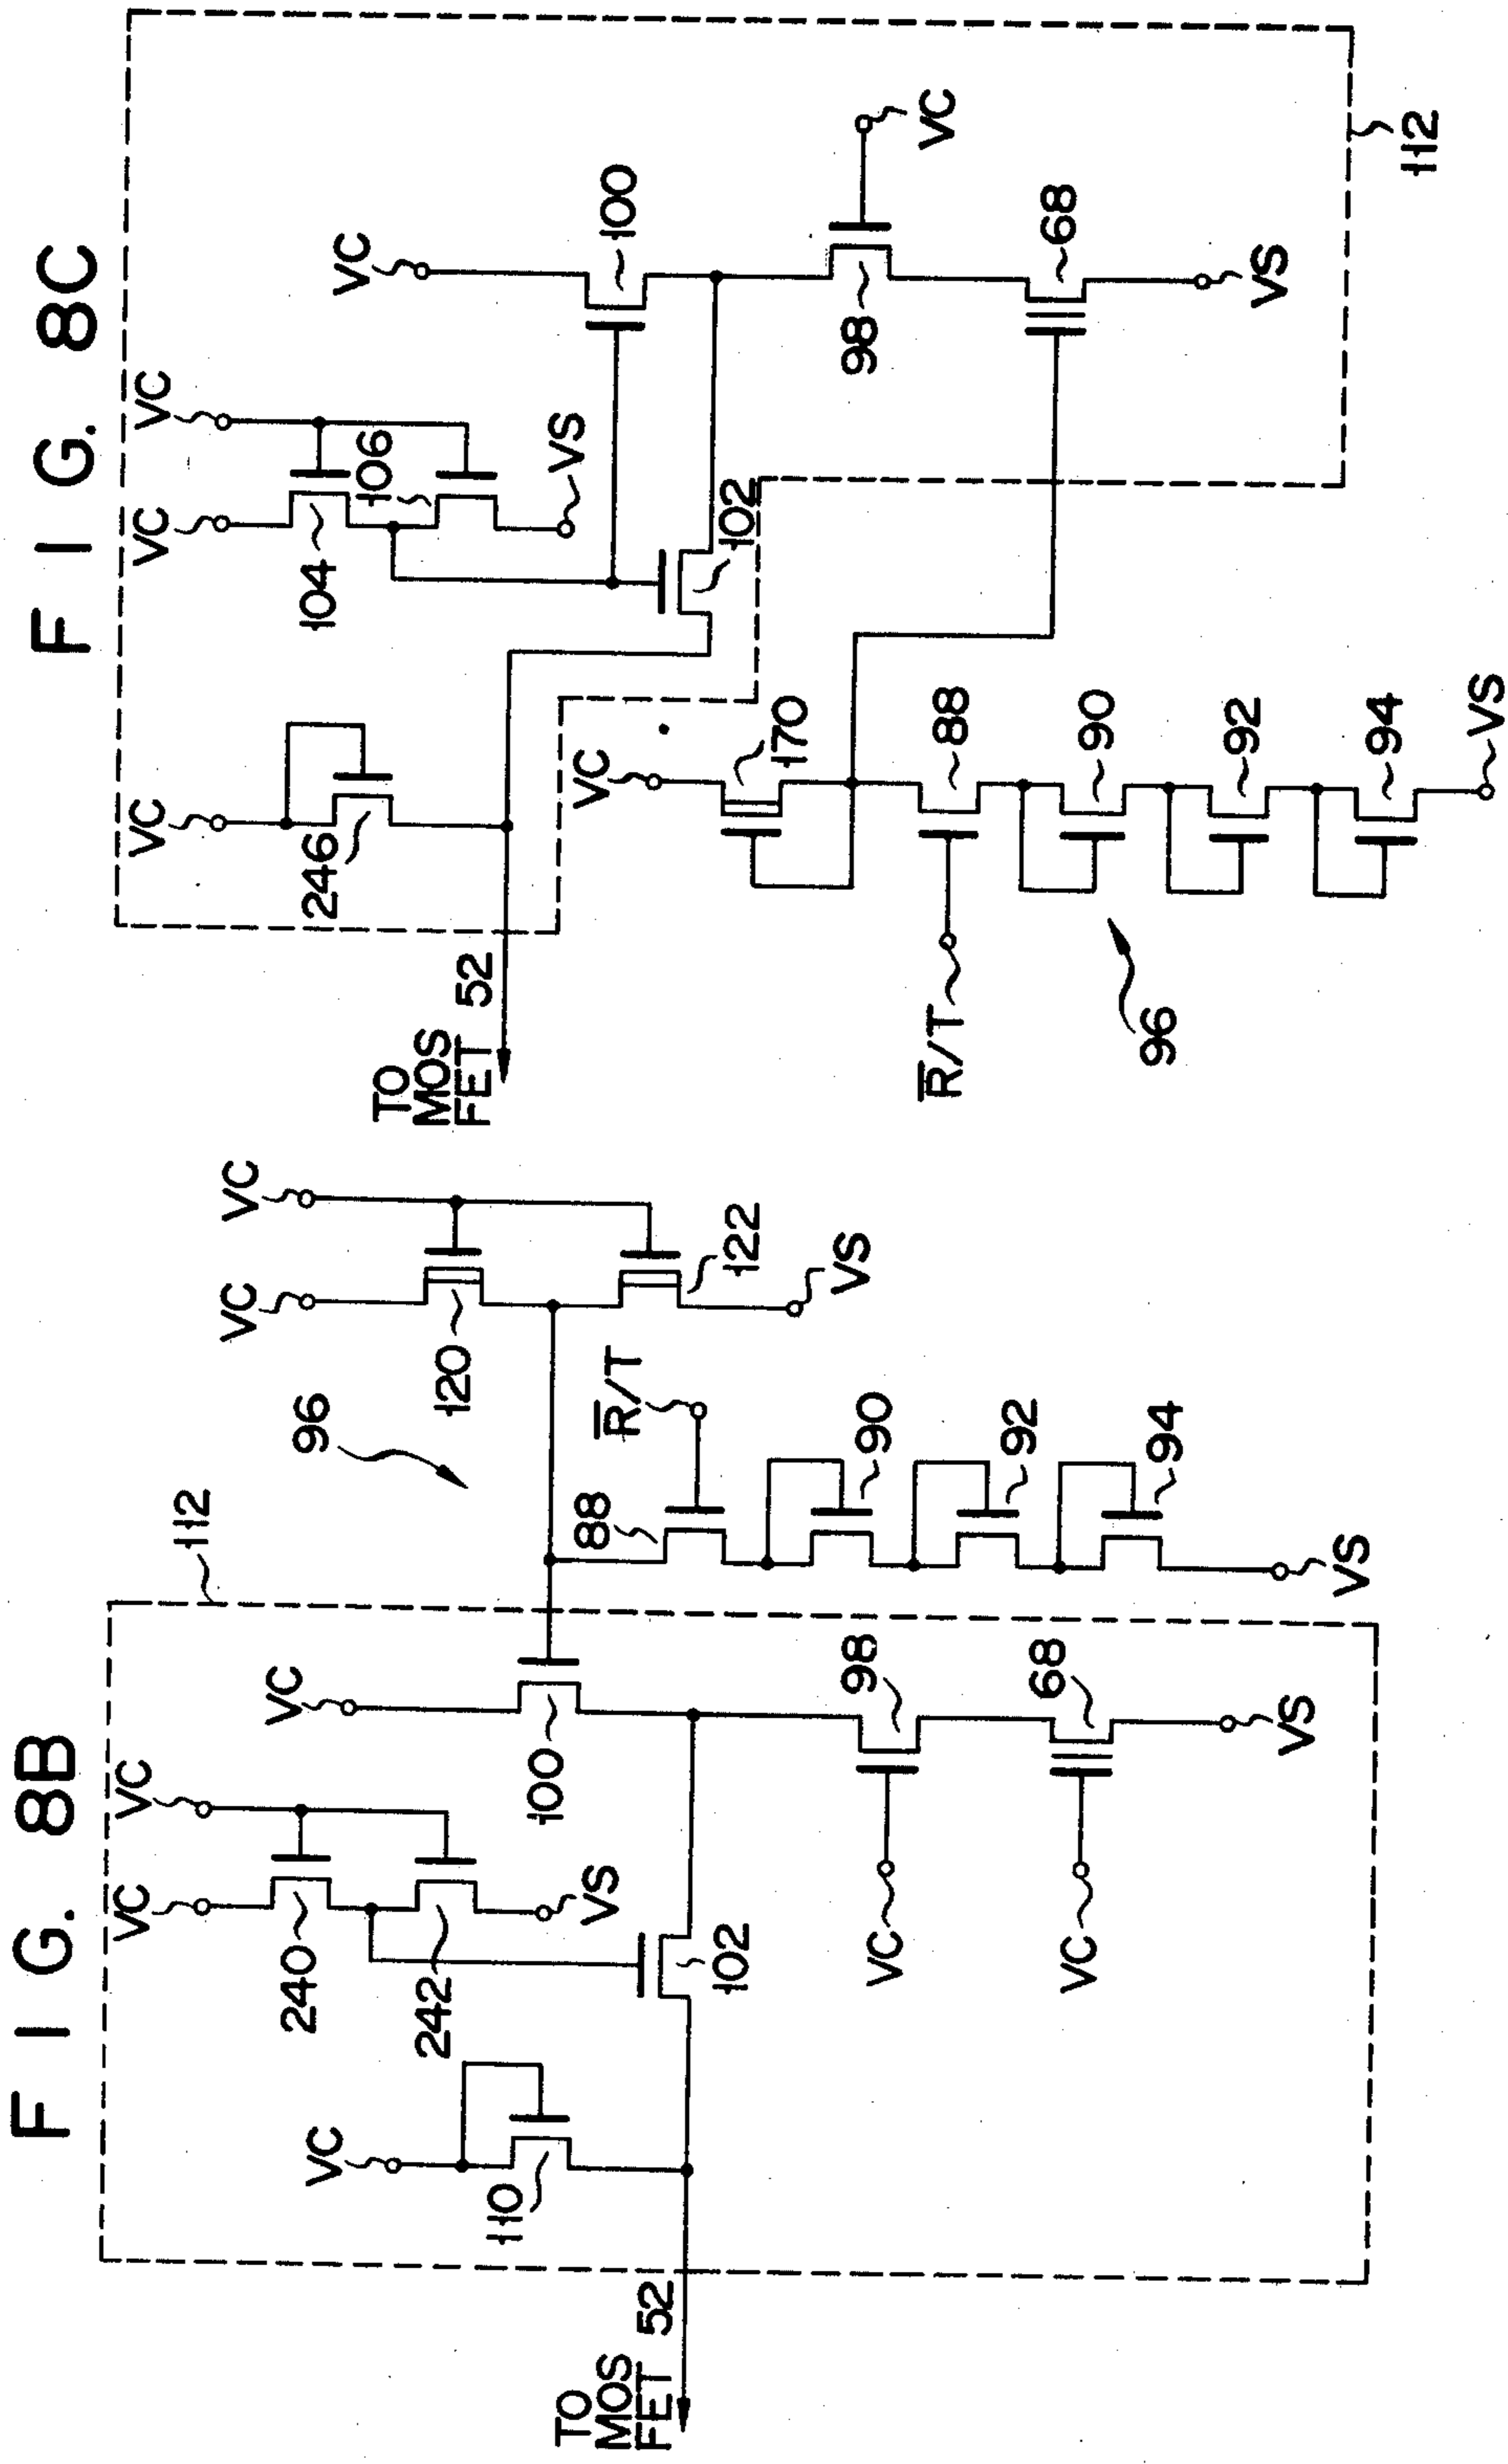 FIG. 8B
VC
VC
VC
VC
VC
VC
240
242
110
100
120
122
VS
VS
96
112
R̅/T
88
90
92
94
VS
102
98
68
VC
VC
VS
TO
MOS
FET 52
FIG. 8C
VC
VC
VC
VC
246
104
106
VS
100
102
VC
98
68
VS
112
TO
MOS
FET 52
VC
170
88
90
92
94
VS
R̅/T
96